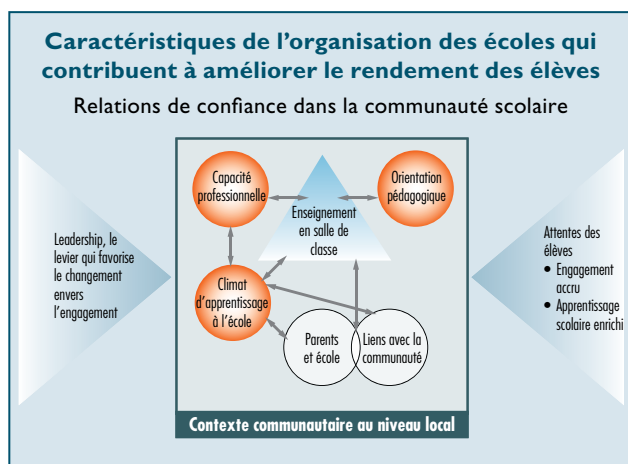 Caractéristiques de l'organisation des écoles qui
contribuent à améliorer le rendement des élèves
Relations de confiance dans la communauté scolaire
Capacité
professionnelle
Orientation
pédagogique
Enseignement
en salle de
classe
Leadership, le
levier qui favorise
le changement
envers
l'engagement
Attentes des
élèves
• Engagement
accru
• Apprentissage
scolaire enrichi
Climat
d'apprentissage
à l'école
Parents
et école
Liens avec la
communauté
Contexte communautaire au niveau local